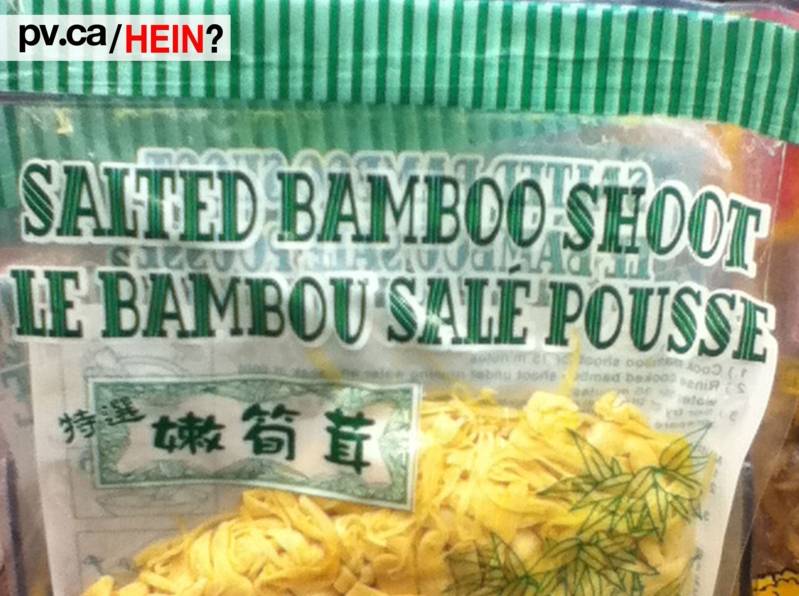 pv.ca/HEIN?
SALTED BAMBOO SHOOT
LE BAMBOU SALÉ POUSSE
特選 嫩筍茸